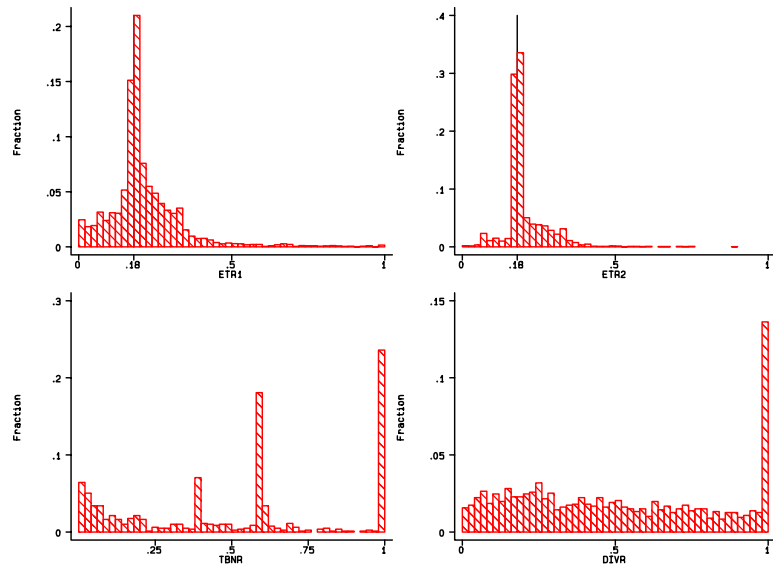 .2
.15
.1
.05
0
Fraction
0 .18 .5 1
ETR1
.4
.3
.2
.1
0
Fraction
0 .18 .5 1
ETR2
.3
.2
.1
0
Fraction
.25 .5 .75 1
TBNR
.15
.1
.05
0
Fraction
0 .5 1
DIVR